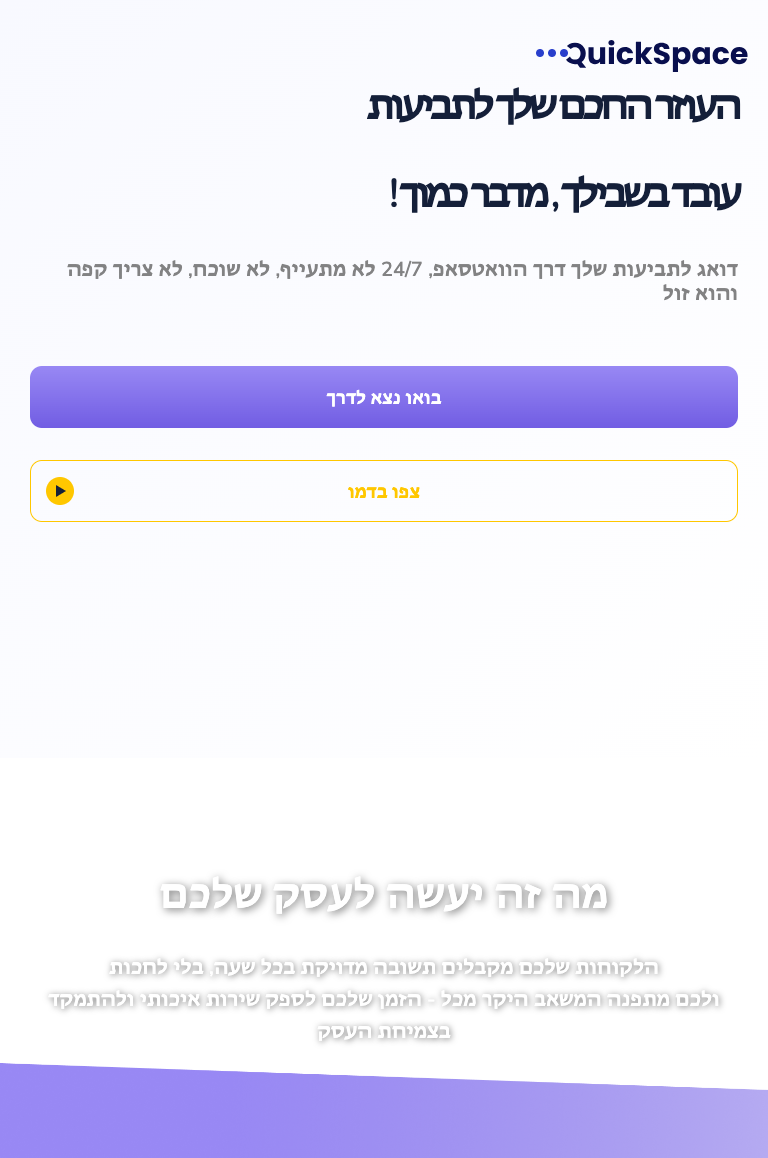 QuickSpace
העוזר החכם שלך לתביעות
עובד בשבילך, מדבר כמוך!
דואג לתביעות שלך דרך הוואטסאפ, 24/7 לא מתעייף, לא שוכח, לא צריך קפה
והוא זול
בואו נצא לדרך
צפו בדמו
מה זה יעשה לעסק שלכם
הלקוחות שלכם מקבלים תשובה מדויקת בכל שעה, בלי לחכות
ולכם מתפנה המשאב היקר מכל - הזמן שלכם לספק שירות איכותי ולהתמקד
בצמיחת העסק